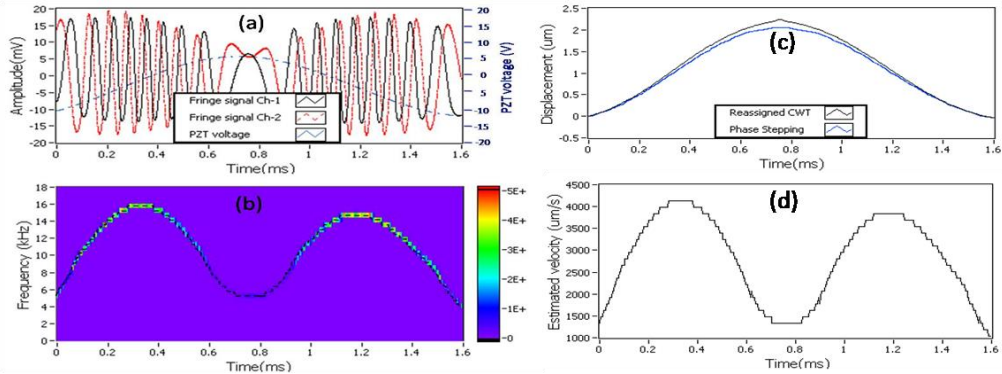 (a)
Amplitude(mV)
20
15
10
5
0
-5
-10
-15
-20
Fringe signal Ch-1
Fringe signal Ch-2
PZT voltage
20
15
10
5
0
-5
-10
-15
-20
PZT voltage (V)
0 0.2 0.4 0.6 0.8 1 1.2 1.4 1.6
Time(ms)
(b)
Frequency (kHz)
18
16
14
12
10
8
6
4
2
0
-5E+
-4E+
-3E+
-2E+
-1E+
-0
0 0.2 0.4 0.6 0.8 1 1.2 1.4 1.6
Time (ms)
(c)
Displacement (um)
2.5
2
1.5
1
0.5
0
-0.5
Reassigned CWT
Phase Stepping
0 0.2 0.4 0.6 0.8 1 1.2 1.4 1.6
Time(ms)
(d)
Estimated velocity (um/s)
4500
4000
3500
3000
2500
2000
1500
1000
0 0.2 0.4 0.6 0.8 1 1.2 1.4 1.6
Time(ms)